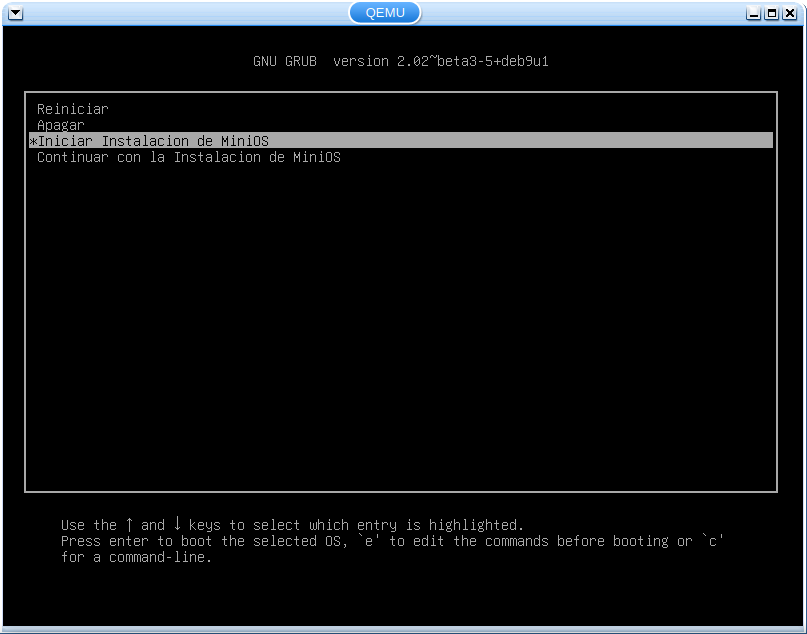 QEMU
GNU GRUB  version 2.02~beta3-5+deb9u1
Reiniciar
Apagar
*Iniciar Instalacion de MiniOS
Continuar con la Instalacion de MiniOS
Use the ↑ and ↓ keys to select which entry is highlighted.
Press enter to boot the selected OS, `e' to edit the commands before booting or `c'
for a command-line.